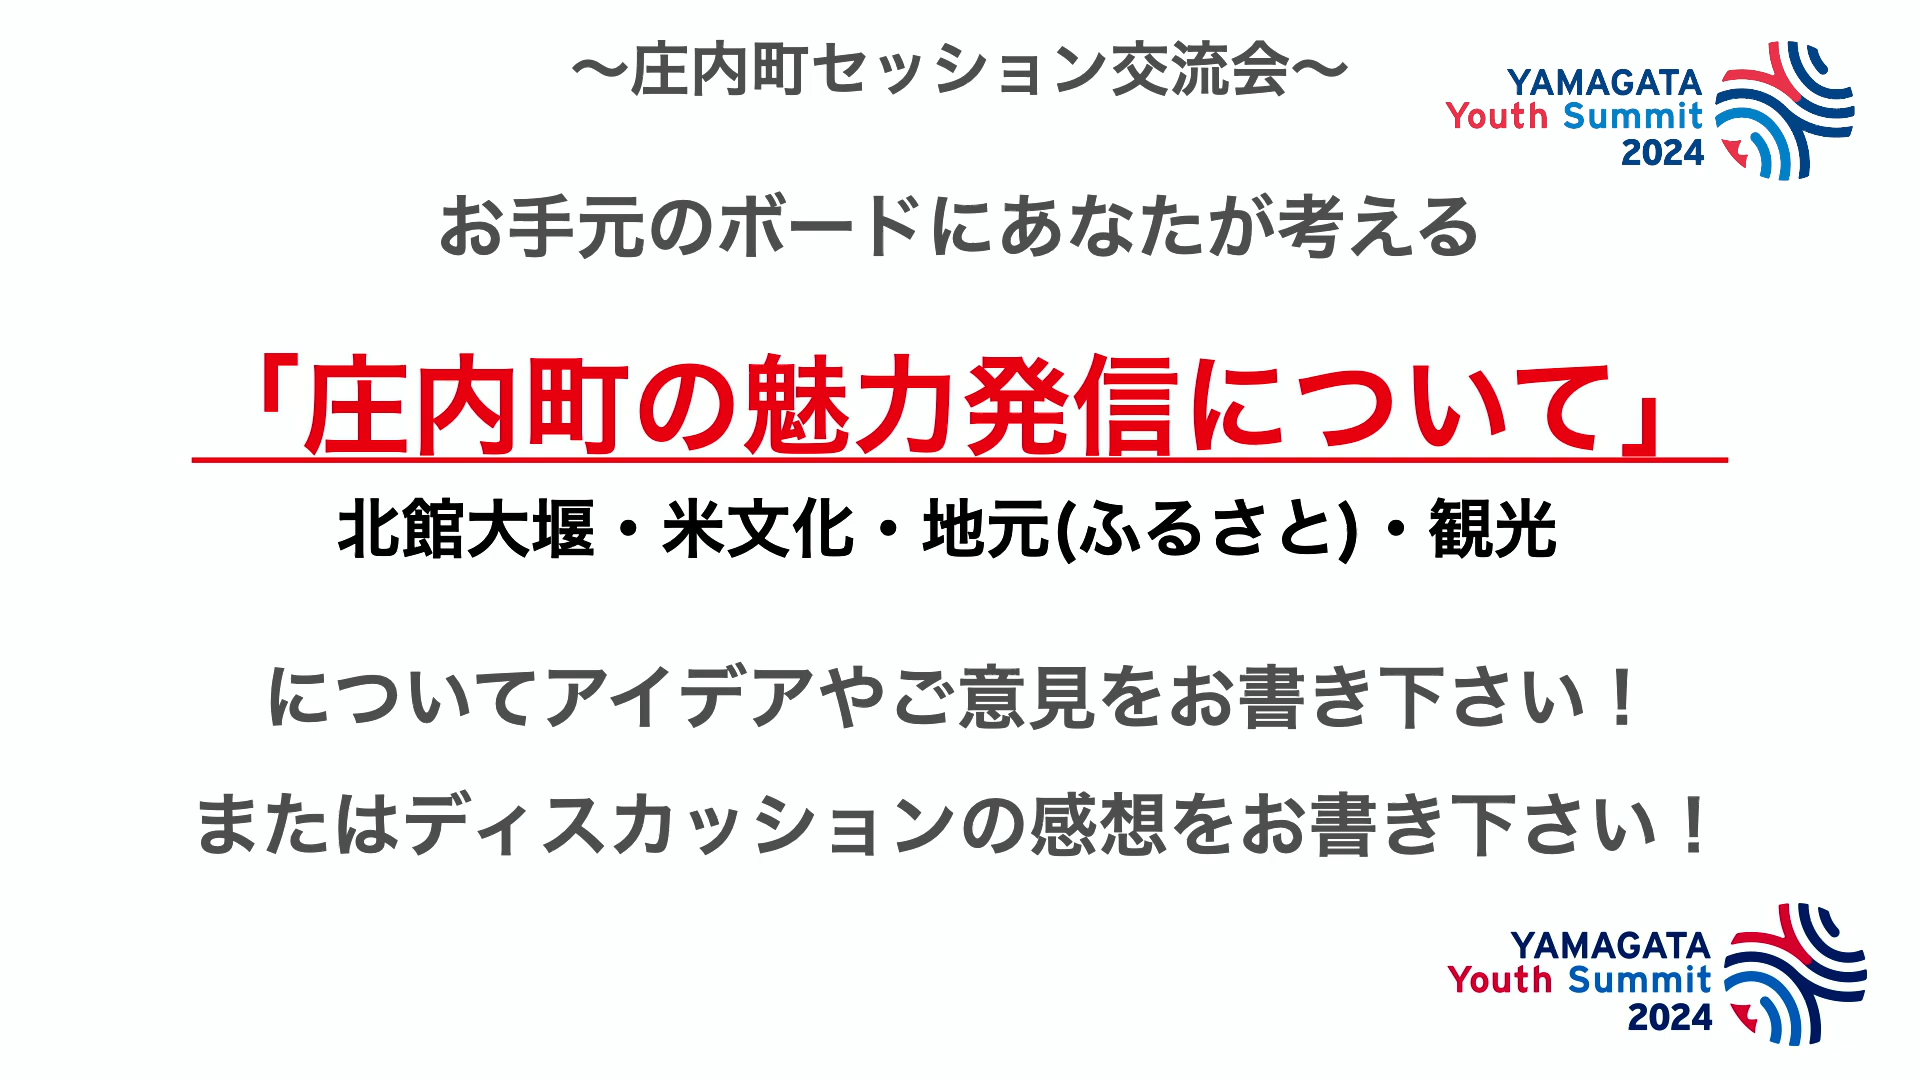 〜庄内町セッション交流会〜
YAMAGATA
Youth Summit
2024
お手元のボードにあなたが考える
「庄内町の魅力発信について」
北館大堰・米文化・地元(ふるさと)・観光
についてアイデアやご意見をお書き下さい！
またはディスカッションの感想をお書き下さい！
YAMAGATA
Youth Summit
2024